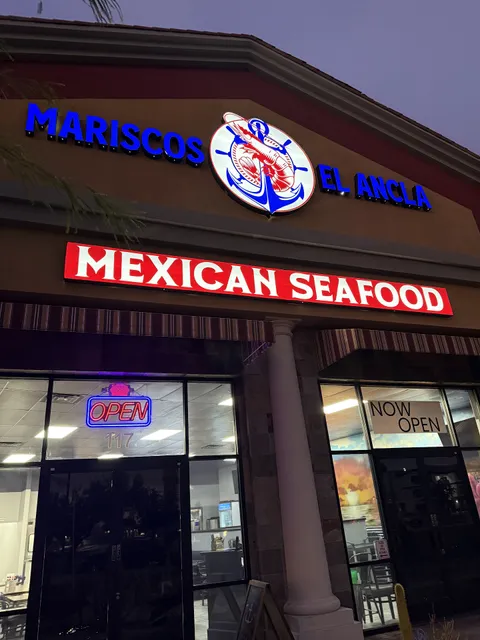 MARISCOS EL ANCLA
MEXICAN SEAFOOD
OPEN
117
NOW
OPEN